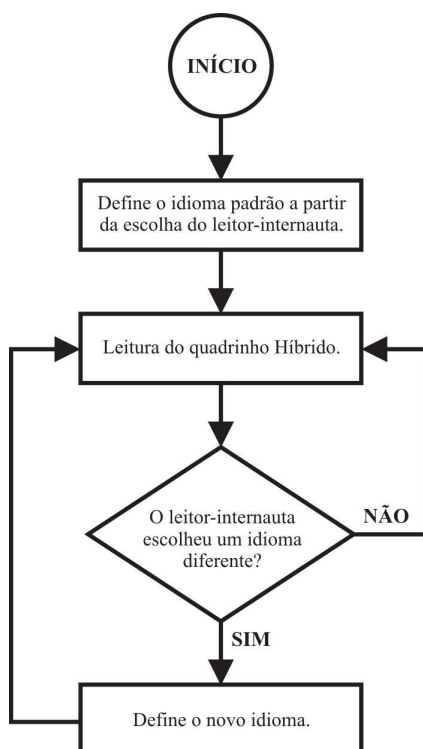 INÍCIO
Define o idioma padrão a partir
da escolha do leitor-internauta.
Leitura do quadrinho Híbrido.
O leitor-internauta
escolheu um idioma
diferente?
NÃO
SIM
Define o novo idioma.